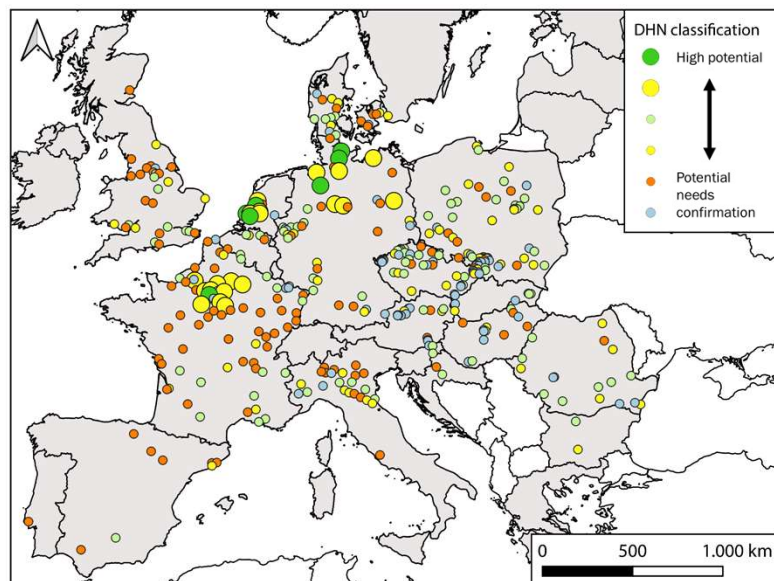 DHN classification
High potential
Potential
needs
confirmation
0 500 1.000 km